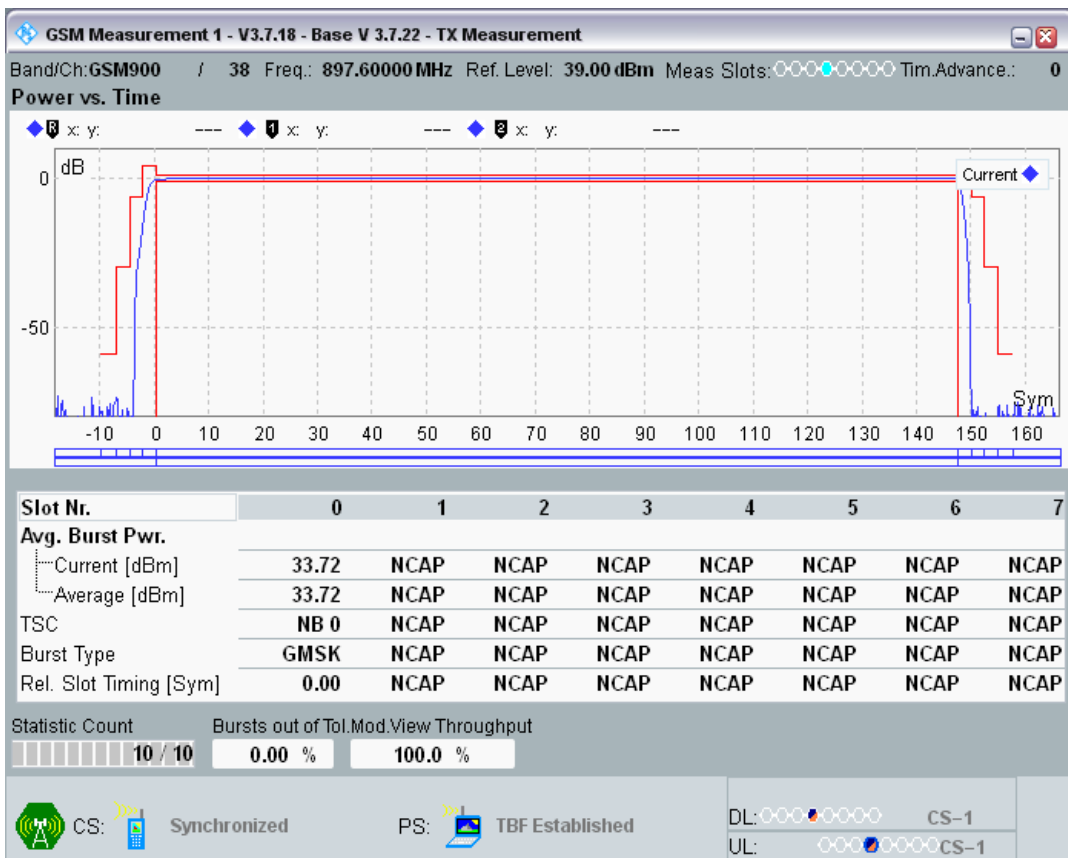 GSM Measurement 1 - V3.7.18 - Base V 3.7.22 - TX Measurement
Band/Ch:GSM900 / 38 Freq.: 897.60000 MHz Ref. Level: 39.00 dBm Meas Slots: Tim.Advance.: 0
Power vs. Time
R x: y: --- 1 x: y: --- 2 x: y: ---
dB
Current
0
-50
Sym
-10 0 10 20 30 40 50 60 70 80 90 100 110 120 130 140 150 160
Slot Nr. 0 1 2 3 4 5 6 7
Avg. Burst Pwr.
Current [dBm] 33.72 NCAP NCAP NCAP NCAP NCAP NCAP NCAP
Average [dBm] 33.72 NCAP NCAP NCAP NCAP NCAP NCAP NCAP
TSC NB 0 NCAP NCAP NCAP NCAP NCAP NCAP NCAP
Burst Type GMSK NCAP NCAP NCAP NCAP NCAP NCAP NCAP
Rel. Slot Timing [Sym] 0.00 NCAP NCAP NCAP NCAP NCAP NCAP NCAP
Statistic Count Bursts out of Tol. Mod.View Throughput
10 / 10 0.00 % 100.0 %
CS: Synchronized PS: TBF Established DL: CS-1
UL: CS-1